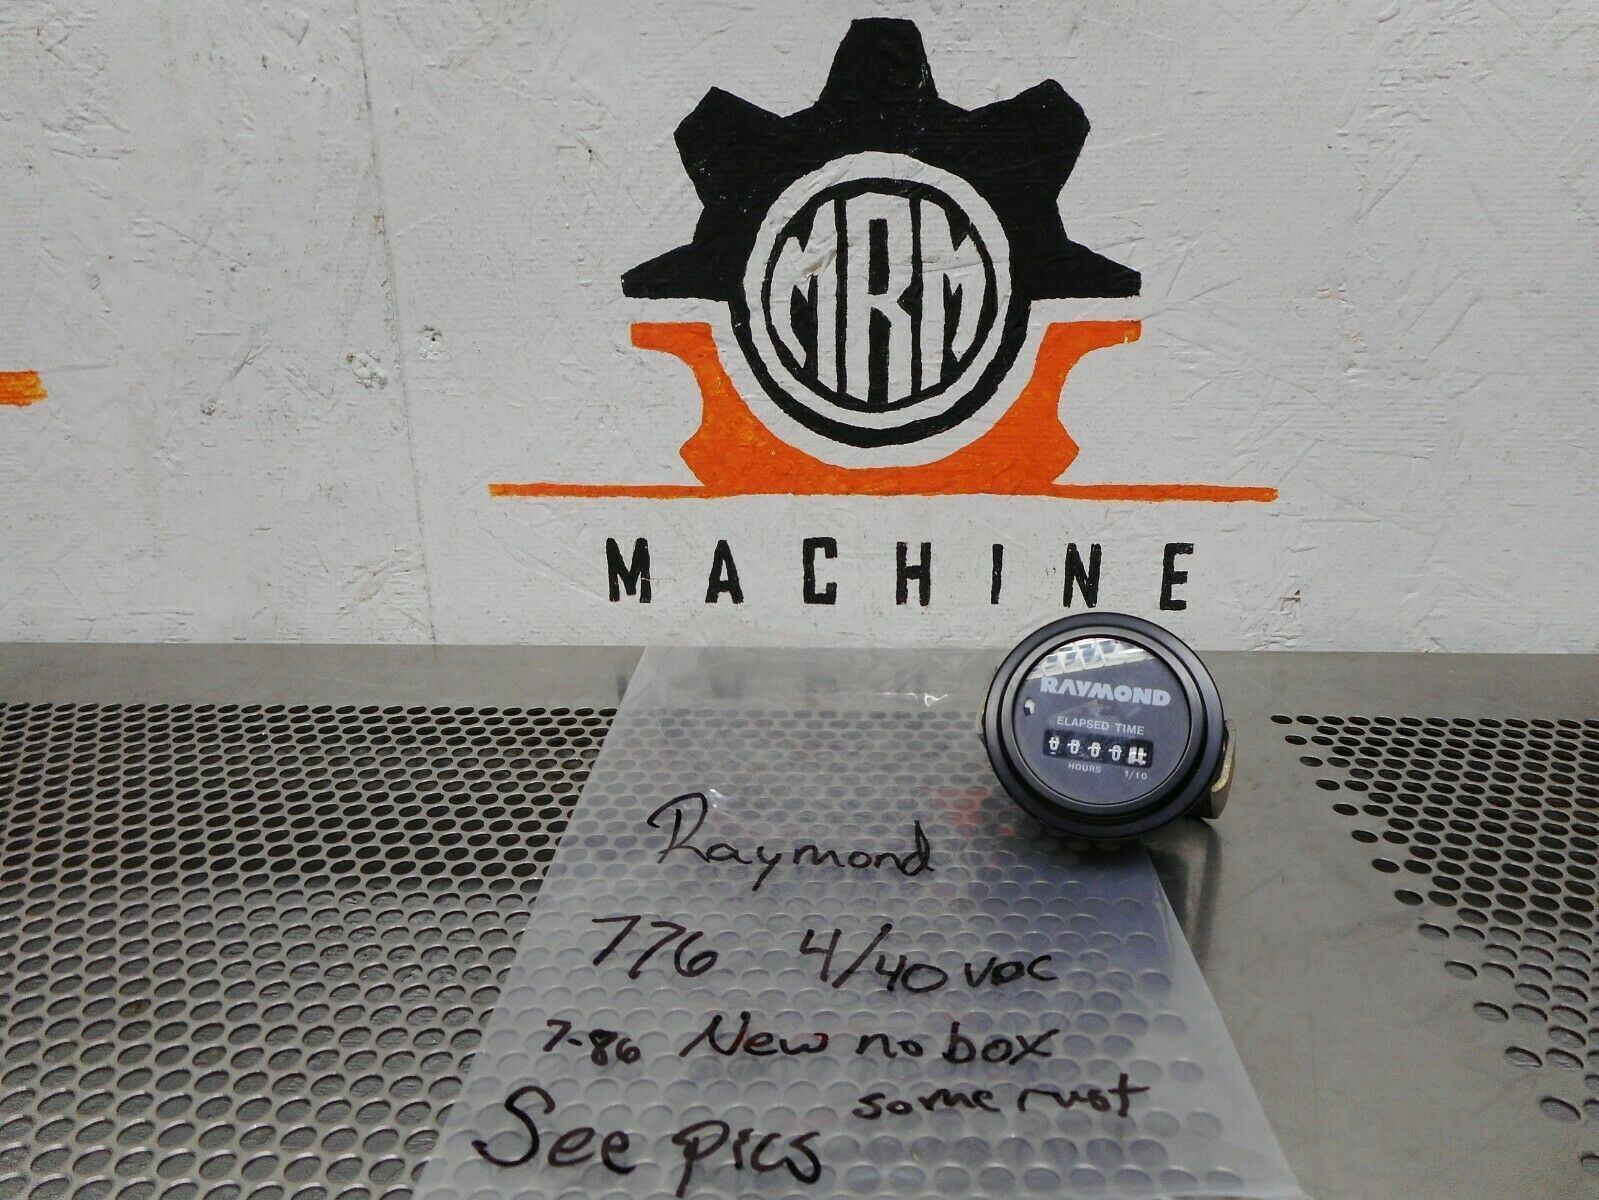 MRM
MACHINE
RAYMOND
ELAPSED TIME
0000
HOURS 1/10
Raymond
776 4/40 VDC
7-86 New no box
some rust
See pics